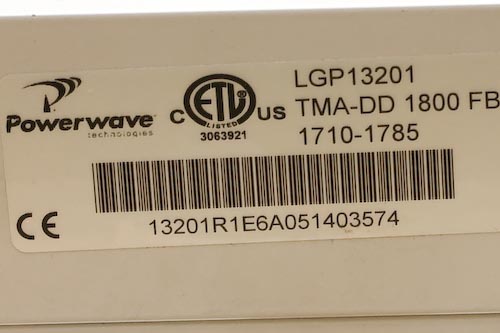 Powerwave
technologies
C ETL US
LISTED
3063921
LGP13201
TMA-DD 1800 FB
1710-1785
13201R1E6A051403574
CE